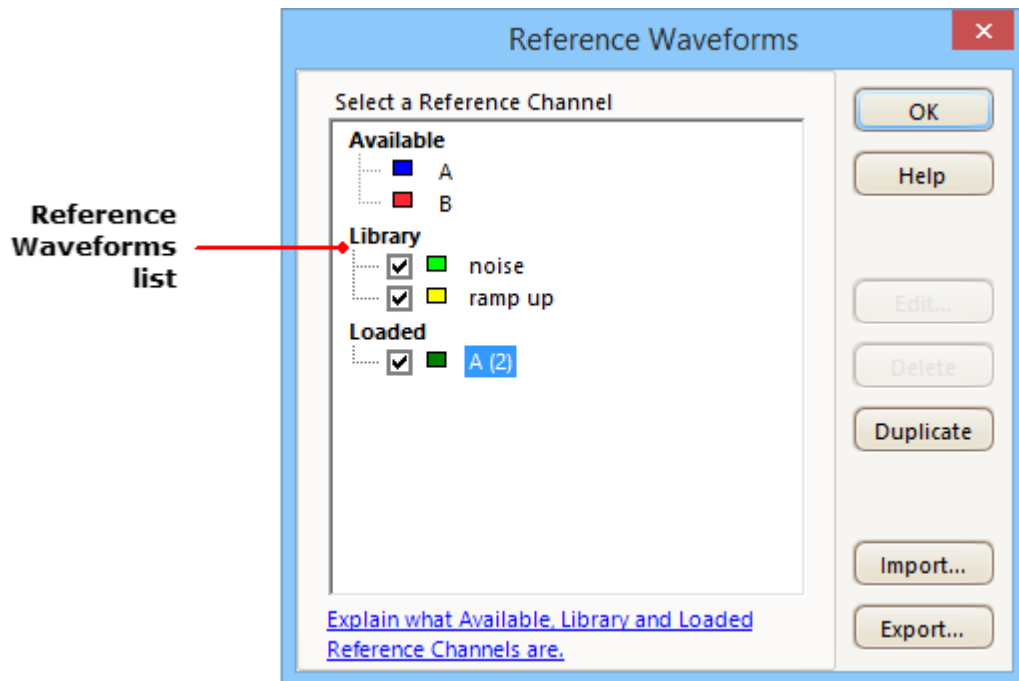 Reference Waveforms
Select a Reference Channel
Available
A
B
Library
noise
ramp up
Loaded
A (2)
Explain what Available, Library and Loaded
Reference Channels are.
OK
Help
Edit...
Delete
Duplicate
Import...
Export...
Reference
Waveforms
list